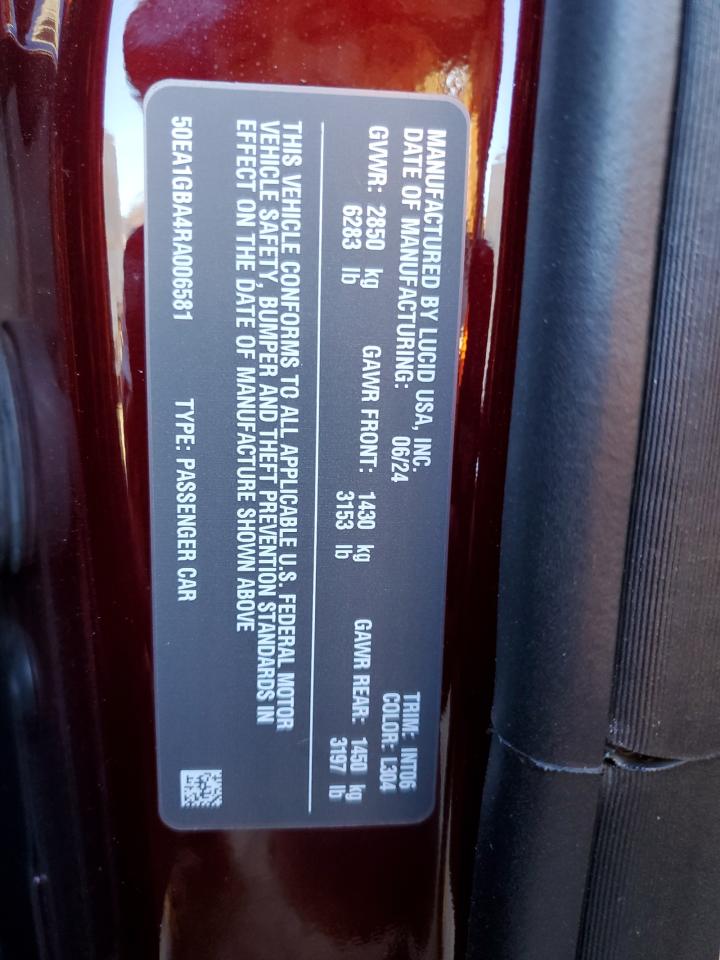 MANUFACTURED BY LUCID USA, INC.
DATE OF MANUFACTURING: 06/24
TRIM: INT06
COLOR: L304
GVWR: 2850 kg GAWR FRONT: 1430 kg GAWR REAR: 1450 kg
6283 lb 3153 lb 3197 lb
THIS VEHICLE CONFORMS TO ALL APPLICABLE U.S. FEDERAL MOTOR
VEHICLE SAFETY, BUMPER AND THEFT PREVENTION STANDARDS IN
EFFECT ON THE DATE OF MANUFACTURE SHOWN ABOVE
50EA1GBA4RA006581 TYPE: PASSENGER CAR